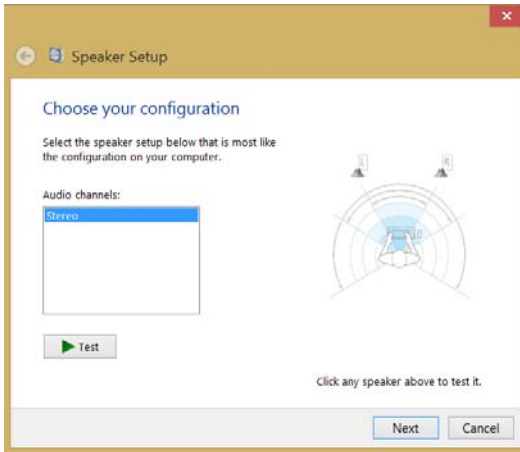 Speaker Setup
Choose your configuration
Select the speaker setup below that is most like
the configuration on your computer.
Audio channels:
Stereo
L
R
Test
Click any speaker above to test it.
Next
Cancel